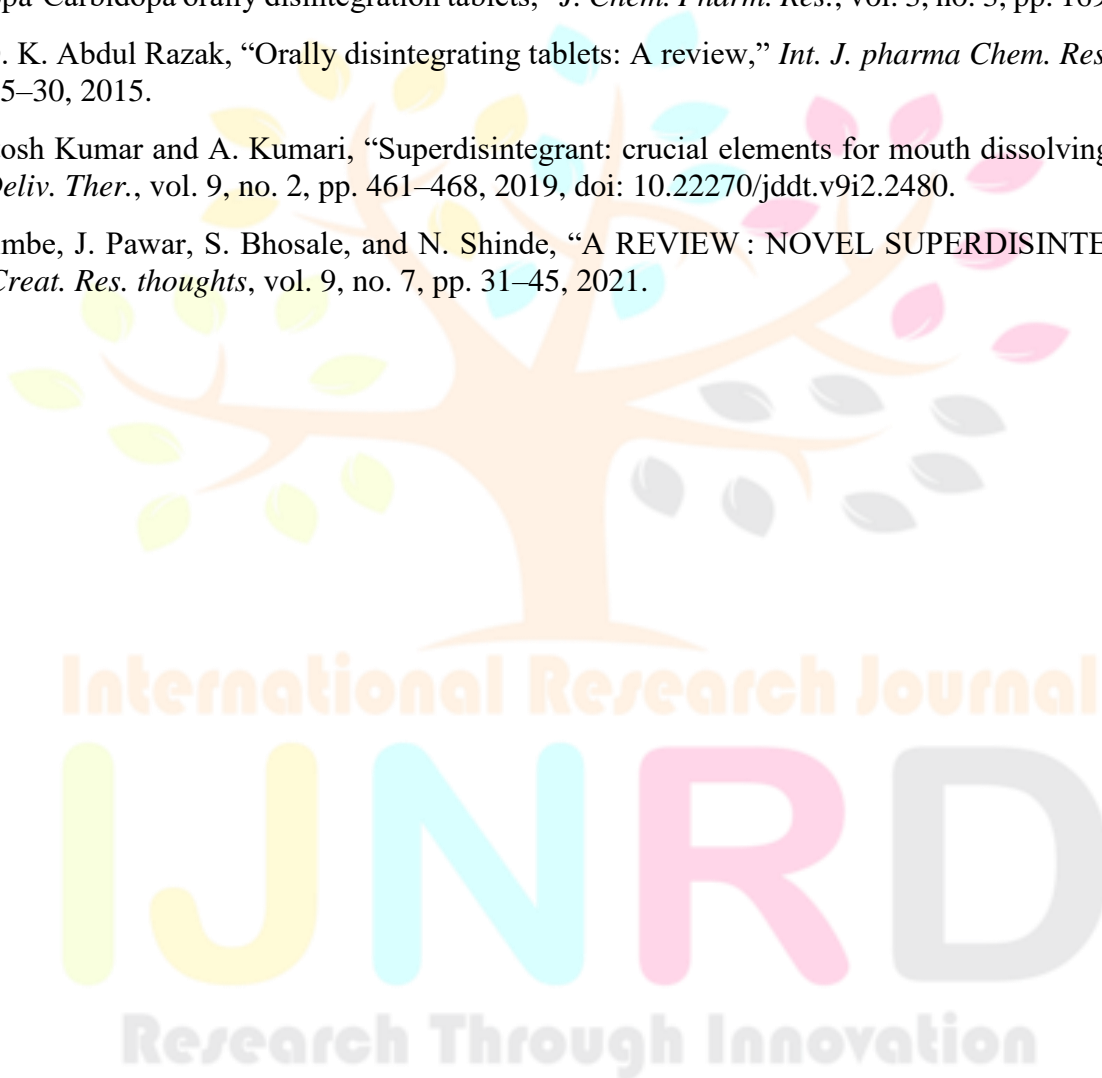 orally disintegration tablets,” J. Chem. Pharm. Res., vol. 3, no. 3, pp.
. K. Abdul Razak, “Orally disintegrating tablets: A review,” Int. J. pharma Chem. Res
5–30, 2015.
osh Kumar and A. Kumari, “Superdisintegrant: crucial elements for mouth dissolving
Deliv. Ther., vol. 9, no. 2, pp. 461–468, 2019, doi: 10.22270/jddt.v9i2.2480.
mbe, J. Pawar, S. Bhosale, and N. Shinde, “A REVIEW : NOVEL SUPERDISINTE
Creat. Res. thoughts, vol. 9, no. 7, pp. 31–45, 2021.
International Research Journal
IJNRD
Research Through Innovation